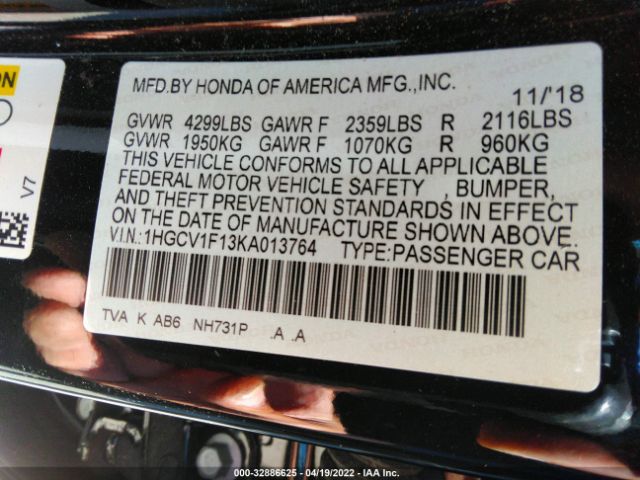 MFD.BY HONDA OF AMERICA MFG.,INC.
11/'18
GVWR 4299LBS GAWR F 2359LBS R 2116LBS
GVWR 1950KG GAWR F 1070KG R 960KG
THIS VEHICLE CONFORMS TO ALL APPLICABLE
FEDERAL MOTOR VEHICLE SAFETY , BUMPER,
AND THEFT PREVENTION STANDARDS IN EFFECT
ON THE DATE OF MANUFACTURE SHOWN ABOVE.
V.I.N.:1HGCV1F13KA013764 TYPE:PASSENGER CAR
TVA K AB6 NH731P .A .A
V7
000-32886625 - 04/19/2022 - IAA Inc.